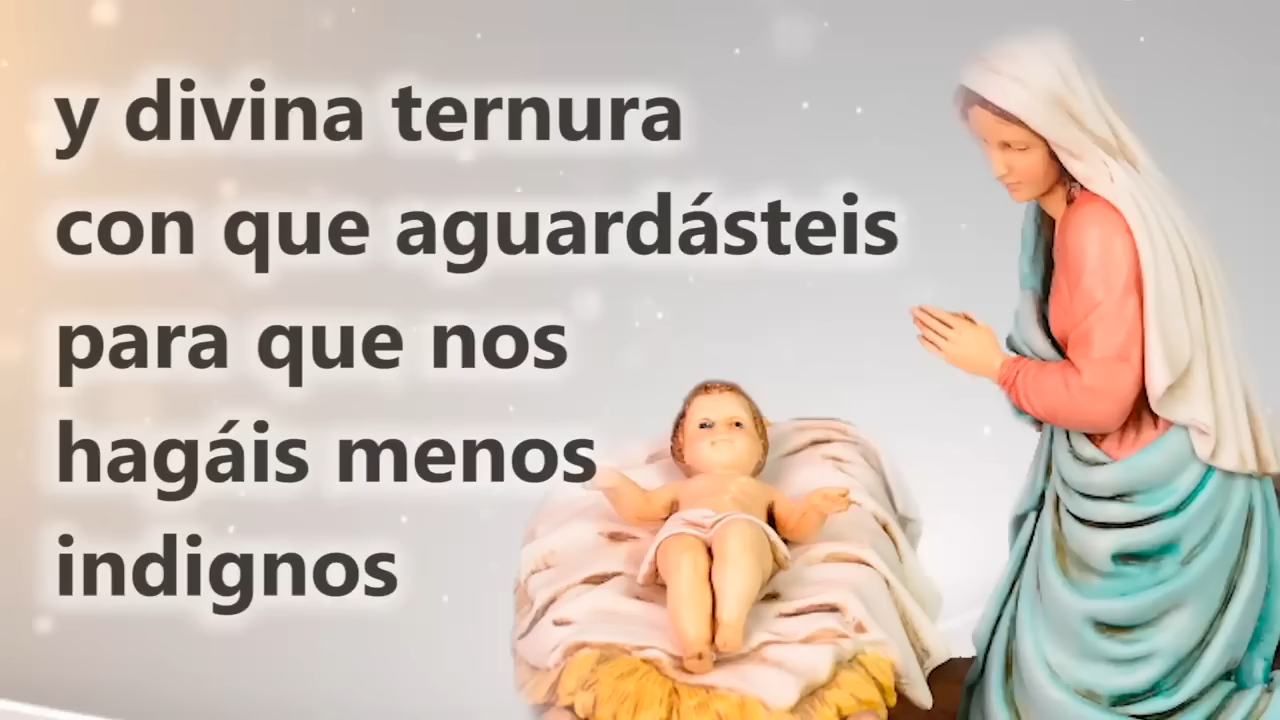 y divina ternura
con que aguardásteis
para que nos
hagáis menos
indignos